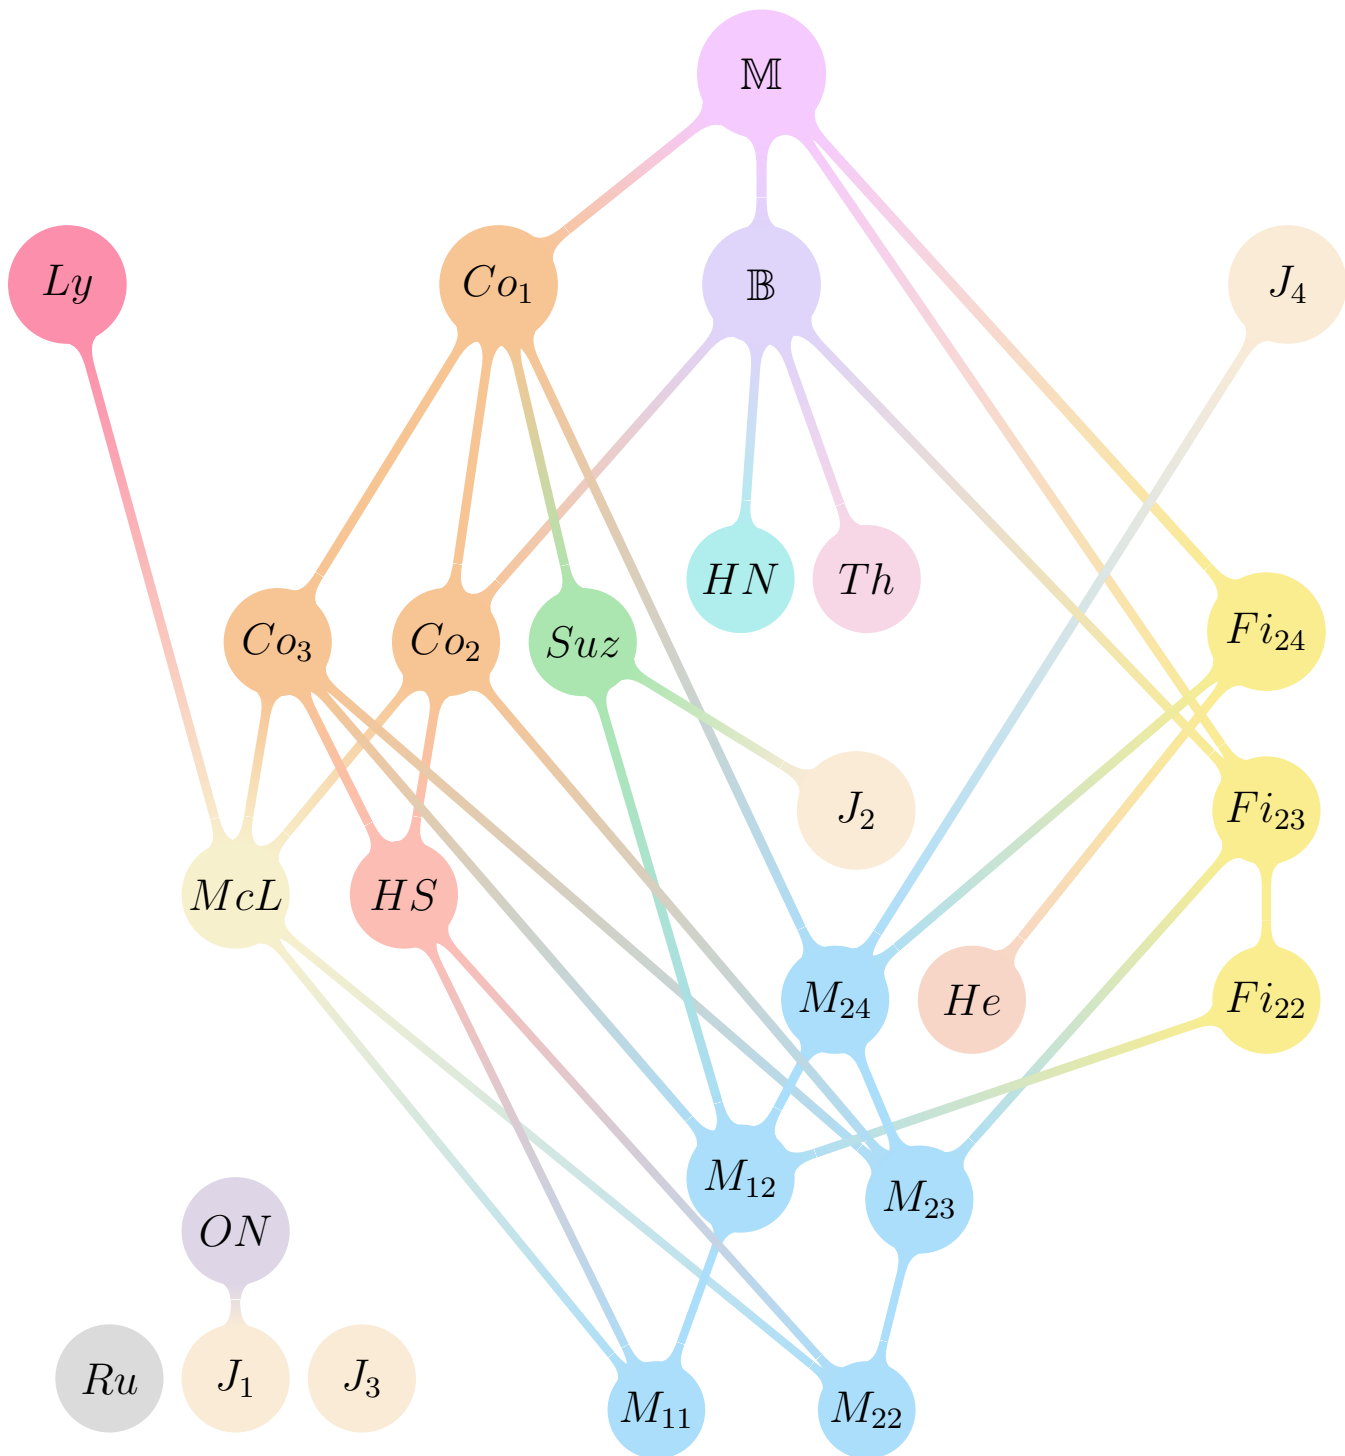 𝕄
Ly
Co₁
𝔹
J₄
HN
Th
Co₃
Co₂
Suz
Fi₂₄
J₂
Fi₂₃
McL
HS
M₂₄
He
Fi₂₂
M₁₂
M₂₃
ON
Ru
J₁
J₃
M₁₁
M₂₂